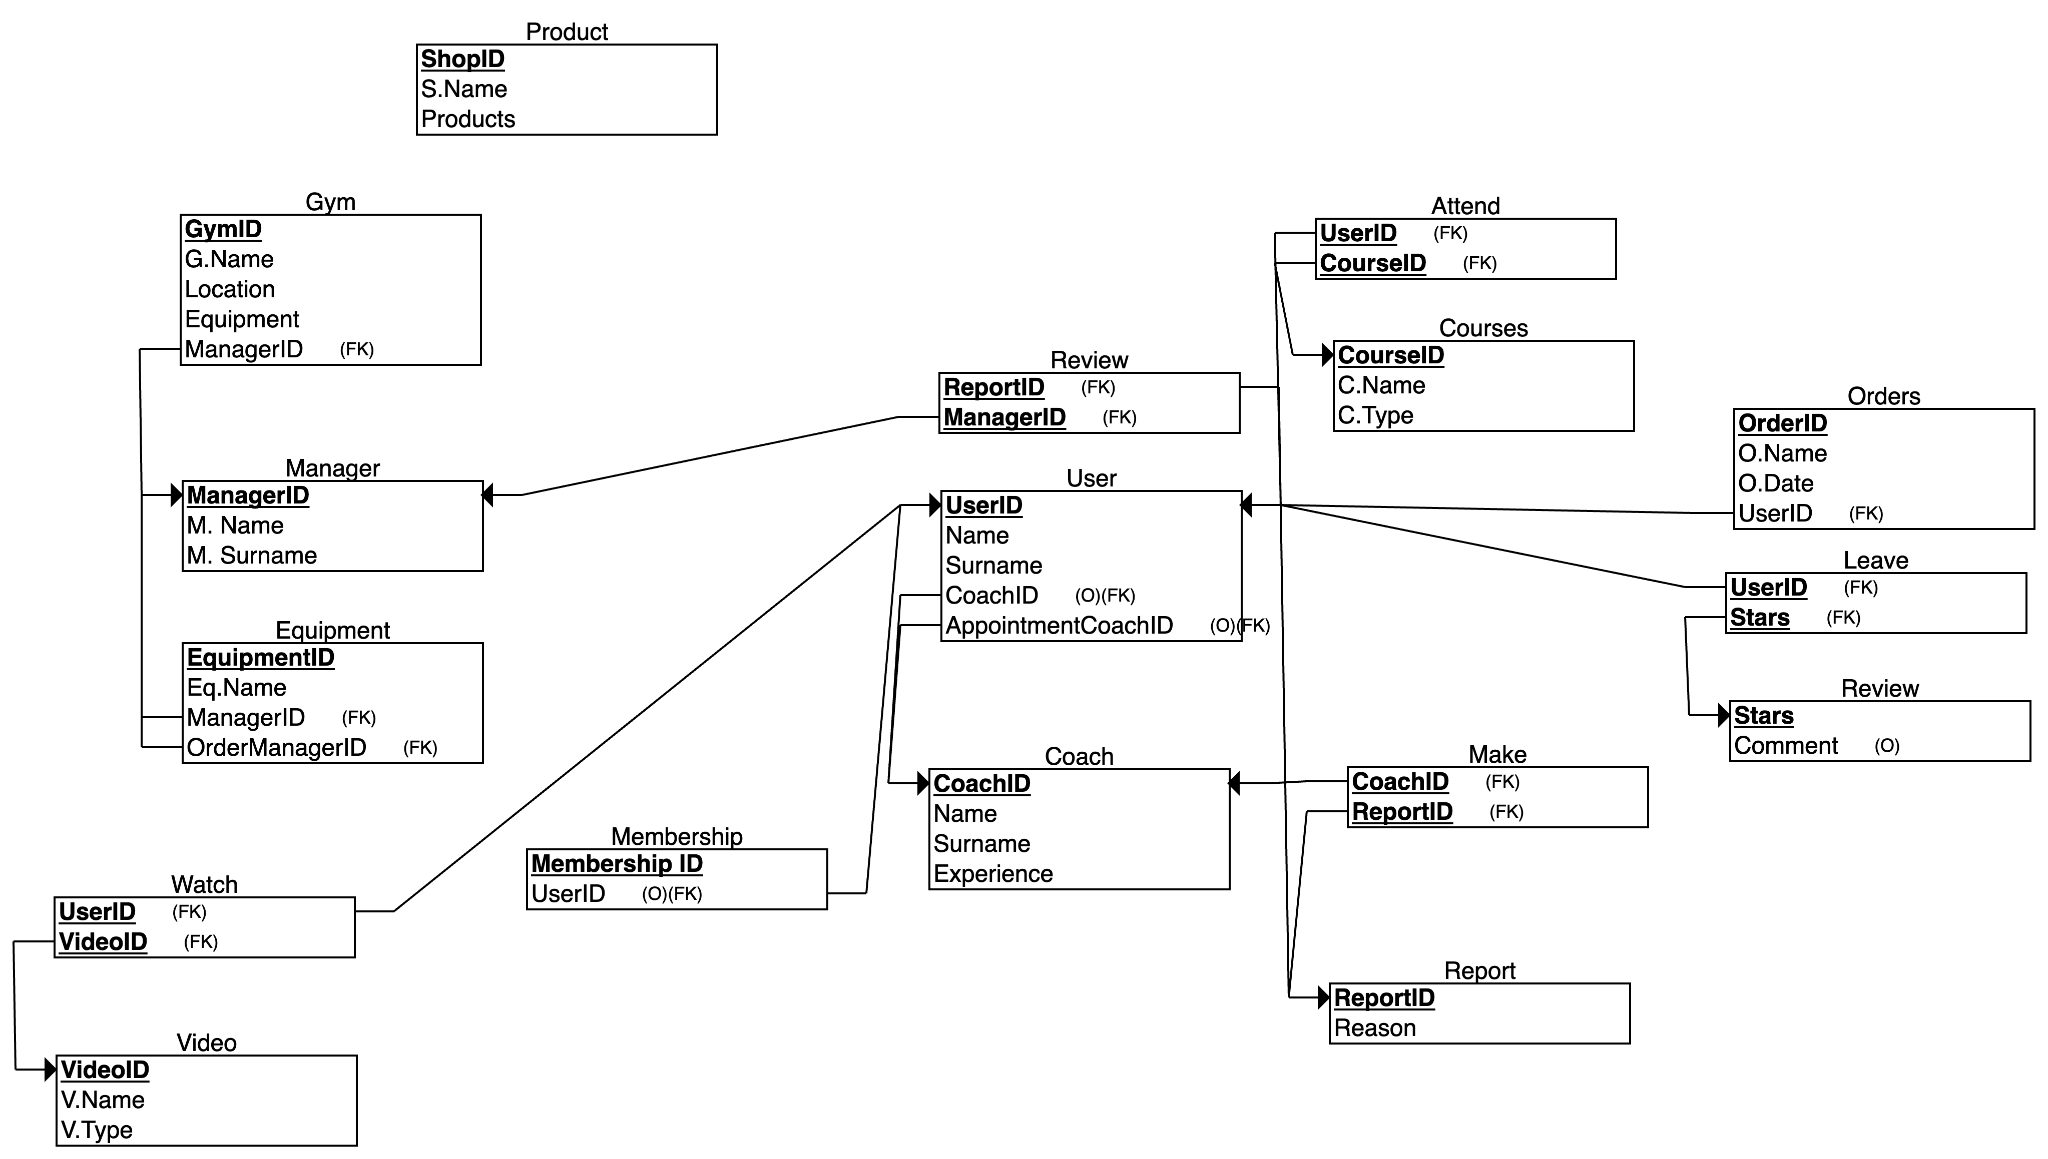 Product
ShopID
S.Name
Products
Gym
GymID
G.Name
Location
Equipment
ManagerID (FK)
Attend
UserID (FK)
CourseID (FK)
Courses
CourseID
C.Name
C.Type
Review
ReportID (FK)
ManagerID (FK)
Orders
OrderID
O.Name
O.Date
UserID (FK)
Manager
ManagerID
M. Name
M. Surname
User
UserID
Name
Surname
CoachID (O)(FK)
AppointmentCoachID (O)(FK)
Leave
UserID (FK)
Stars (FK)
Equipment
EquipmentID
Eq.Name
ManagerID (FK)
OrderManagerID (FK)
Review
Stars
Comment (O)
Coach
CoachID
Name
Surname
Experience
Make
CoachID (FK)
ReportID (FK)
Membership
Membership ID
UserID (O)(FK)
Watch
UserID (FK)
VideoID (FK)
Report
ReportID
Reason
Video
VideoID
V.Name
V.Type